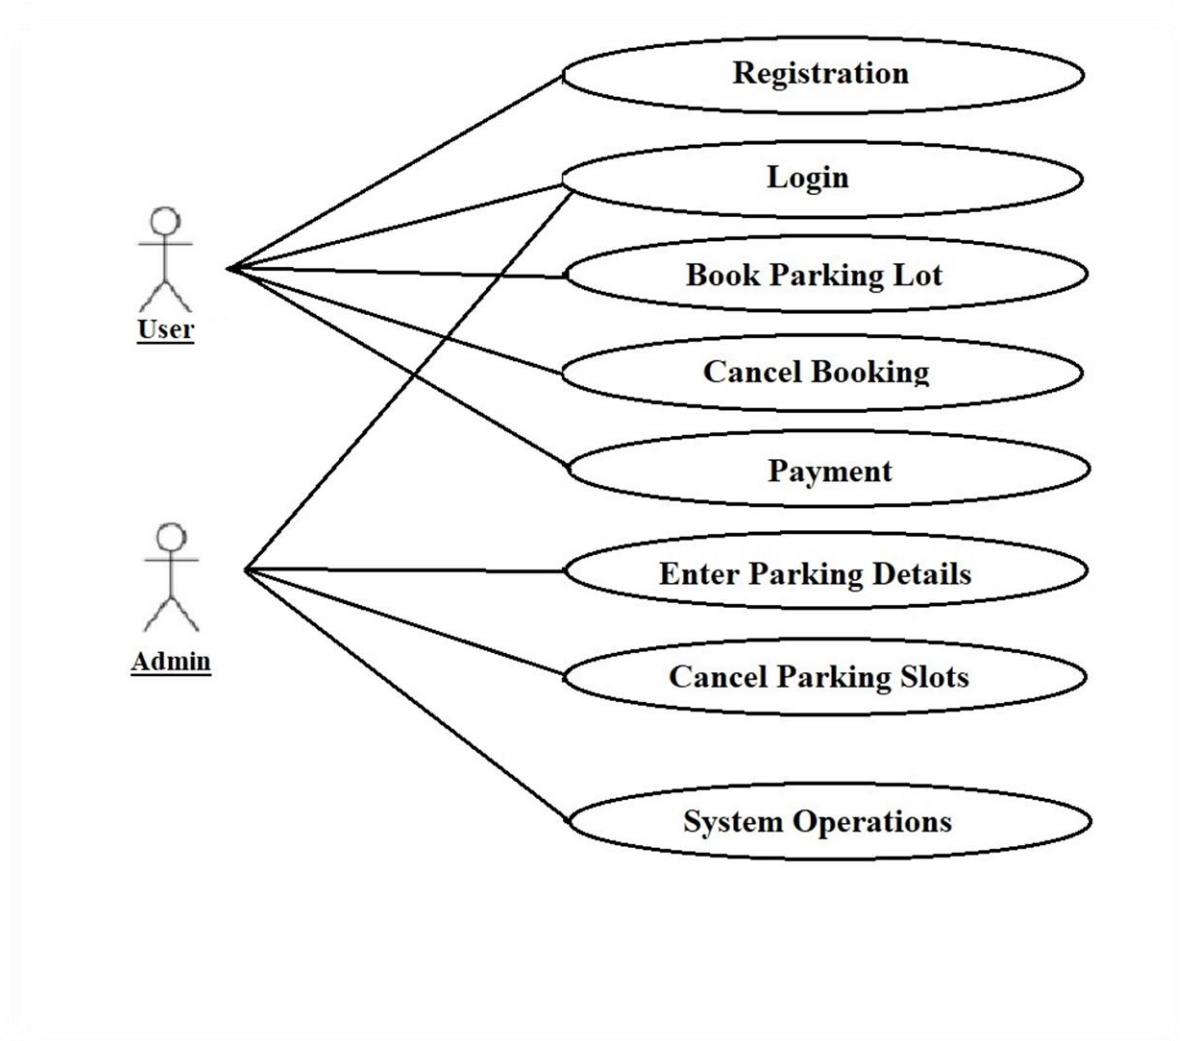 Registration
Login
Book Parking Lot
User
Cancel Booking
Payment
Enter Parking Details
Admin
Cancel Parking Slots
System Operations